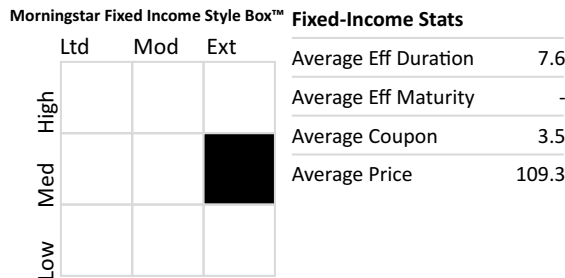 Morningstar Fixed Income Style Box™
Ltd Mod Ext
High
Med
Low
Fixed-Income Stats
Average Eff Duration 7.6
Average Eff Maturity -
Average Coupon 3.5
Average Price 109.3